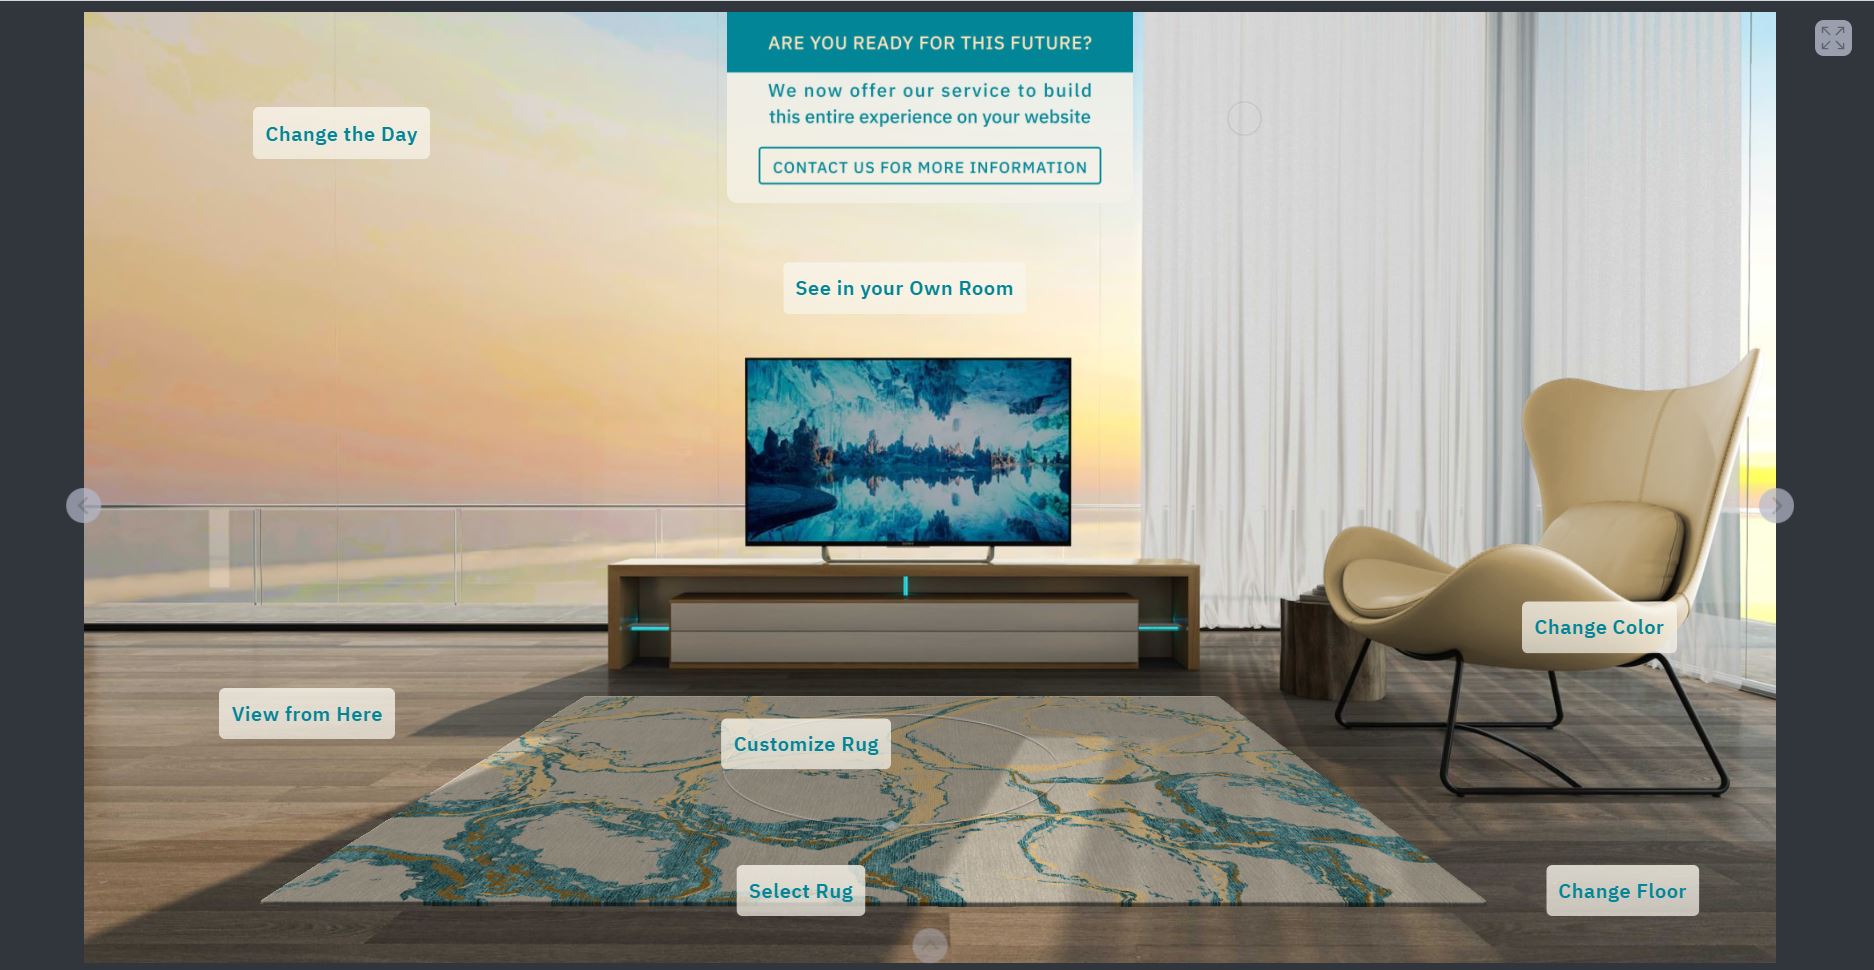 ARE YOU READY FOR THIS FUTURE?
We now offer our service to build
this entire experience on your website
CONTACT US FOR MORE INFORMATION
Change the Day
See in your Own Room
Change Color
View from Here
Customize Rug
Select Rug
Change Floor